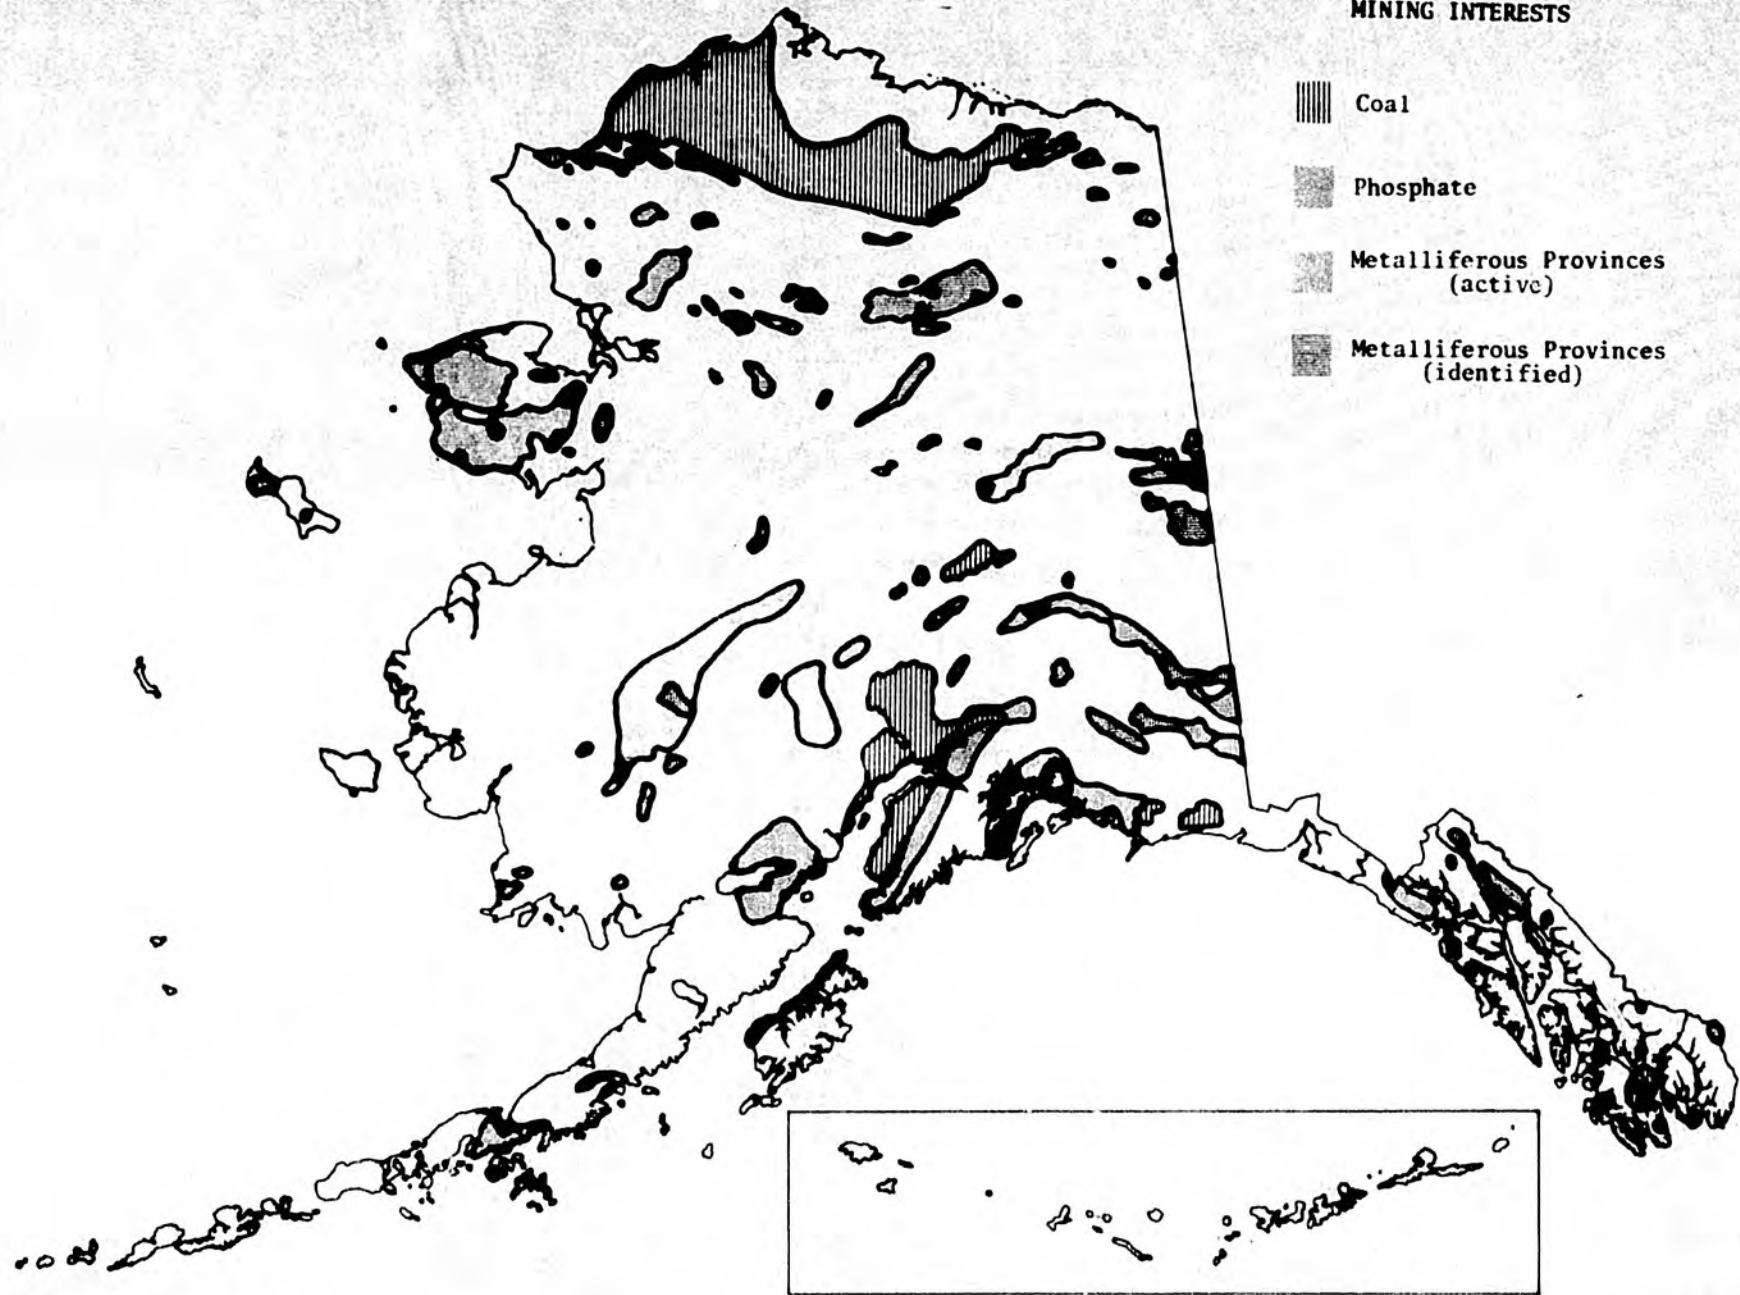 MINING INTERESTS
Coal
Phosphate
Metalliferous Provinces
(active)
Metalliferous Provinces
(identified)